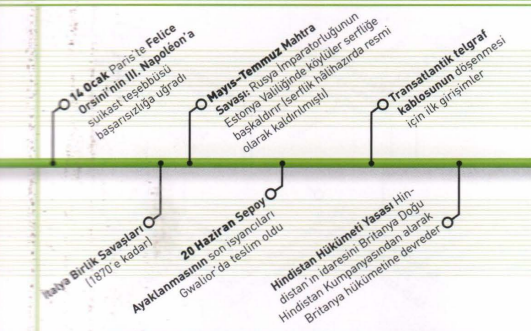 14 Ocak Paris'te Felice
Orsini'nin III. Napoléon'a
suikast teşebbüsü
başarısızlığa uğradı
Mayıs–Temmuz Mahtra
Savaşı: Rusya İmparatorluğunun
Estonya Valiliğinde köylüler serfliğe
başkaldırır (serflik hâlihazırda resmi
olarak kaldırılmıştı)
Transatlantik telgraf
kablosunun döşenmesi
için ilk girişimler
İtalya Birlik Savaşları
(1870'e kadar)
20 Haziran Sepoy
Ayaklanmasının son isyancıları
Gwalior'da teslim oldu
Hindistan Hükümeti Yasası Hin-
distan'ın idaresini Britanya Doğu
Hindistan Kumpanyasından alarak
Britanya hükümetine devreder